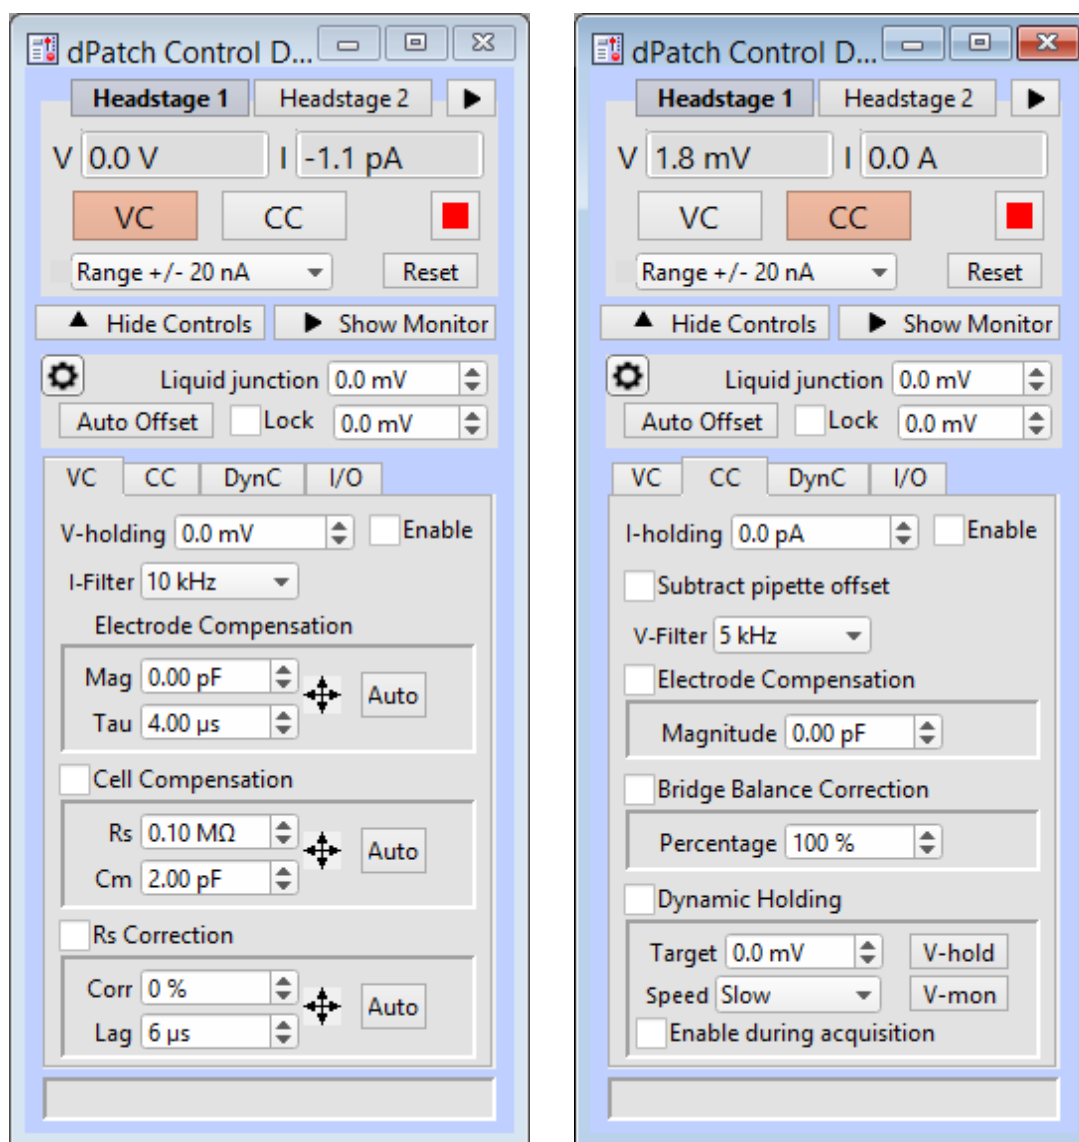 dPatch Control D...
Headstage 1 Headstage 2
V 0.0 V I -1.1 pA
VC CC
Range +/- 20 nA Reset
Hide Controls Show Monitor
Liquid junction 0.0 mV
Auto Offset Lock 0.0 mV
VC CC DynC I/O
V-holding 0.0 mV Enable
I-Filter 10 kHz
Electrode Compensation
Mag 0.00 pF
Auto
Tau 4.00 µs
Cell Compensation
Rs 0.10 MΩ
Auto
Cm 2.00 pF
Rs Correction
Corr 0 %
Auto
Lag 6 µs
dPatch Control D...
Headstage 1 Headstage 2
V 1.8 mV I 0.0 A
VC CC
Range +/- 20 nA Reset
Hide Controls Show Monitor
Liquid junction 0.0 mV
Auto Offset Lock 0.0 mV
VC CC DynC I/O
I-holding 0.0 pA Enable
Subtract pipette offset
V-Filter 5 kHz
Electrode Compensation
Magnitude 0.00 pF
Bridge Balance Correction
Percentage 100 %
Dynamic Holding
Target 0.0 mV V-hold
Speed Slow V-mon
Enable during acquisition